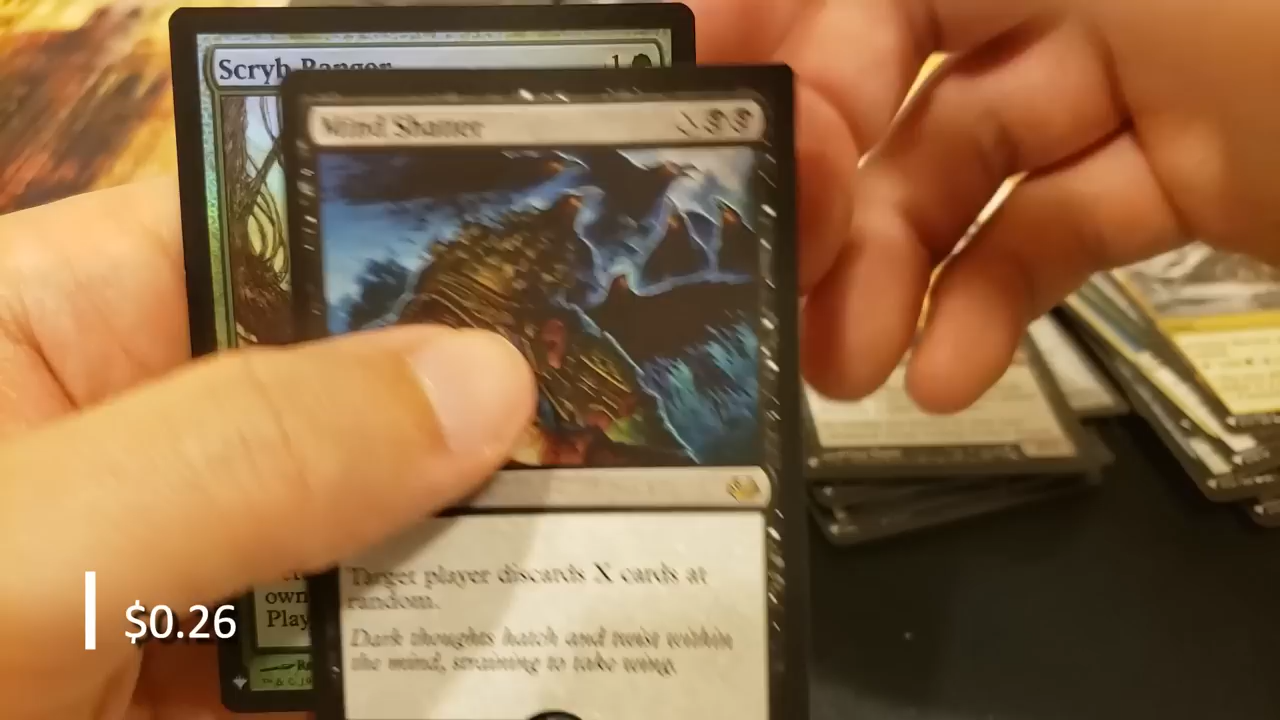 Scryb Ranger
1
Mind Shatter
X
Target player discards X cards at
random.
Dark thoughts hatch and twist within
the mind, straining to take wing.
own
Play
$0.26